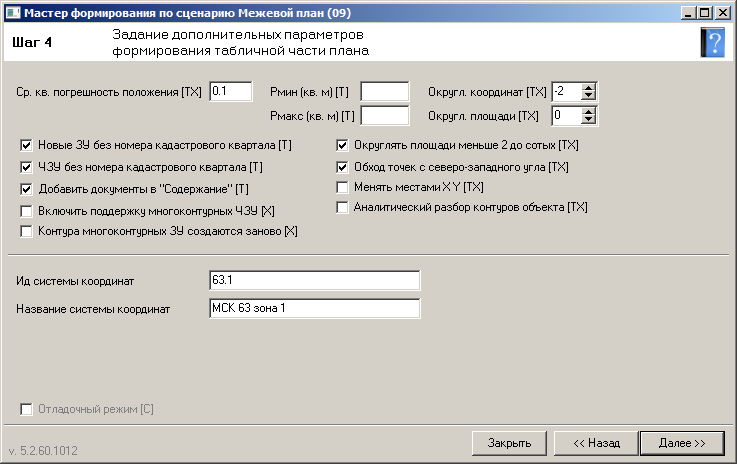 Мастер формирования по сценарию Межевой план (09)
Шаг 4
Задание дополнительных параметров
формирования табличной части плана
?
Ср. кв. погрешность положения [TX] 0.1 Рмин (кв. м) [T] Округл. координат [TX] -2
Рмакс (кв. м) [T] Округл. площади [TX] 0
Новые ЗУ без номера кадастрового квартала [T] Округлять площади меньше 2 до сотых [TX]
ЧЗУ без номера кадастрового квартала [T] Обход точек с северо-западного угла [TX]
Добавить документы в "Содержание" [T] Менять местами X Y [TX]
Включить поддержку многоконтурных ЧЗУ [X] Аналитический разбор контуров объекта [TX]
Контура многоконтурных ЗУ создаются заново [X]
Ид системы координат 63.1
Название системы координат МСК 63 зона 1
Отладочный режим [C]
v. 5.2.60.1012 Закрыть << Назад Далее >>